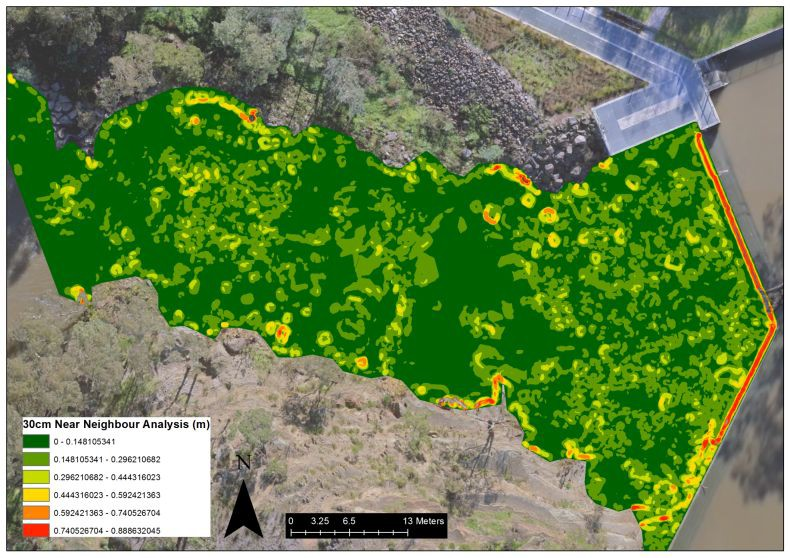 30cm Near Neighbour Analysis (m)
0 - 0.148105341
0.148105341 - 0.296210682
0.296210682 - 0.444316023
0.444316023 - 0.592421363
0.592421363 - 0.740526704
0.740526704 - 0.888632045
N
0 3.25 6.5 13 Meters